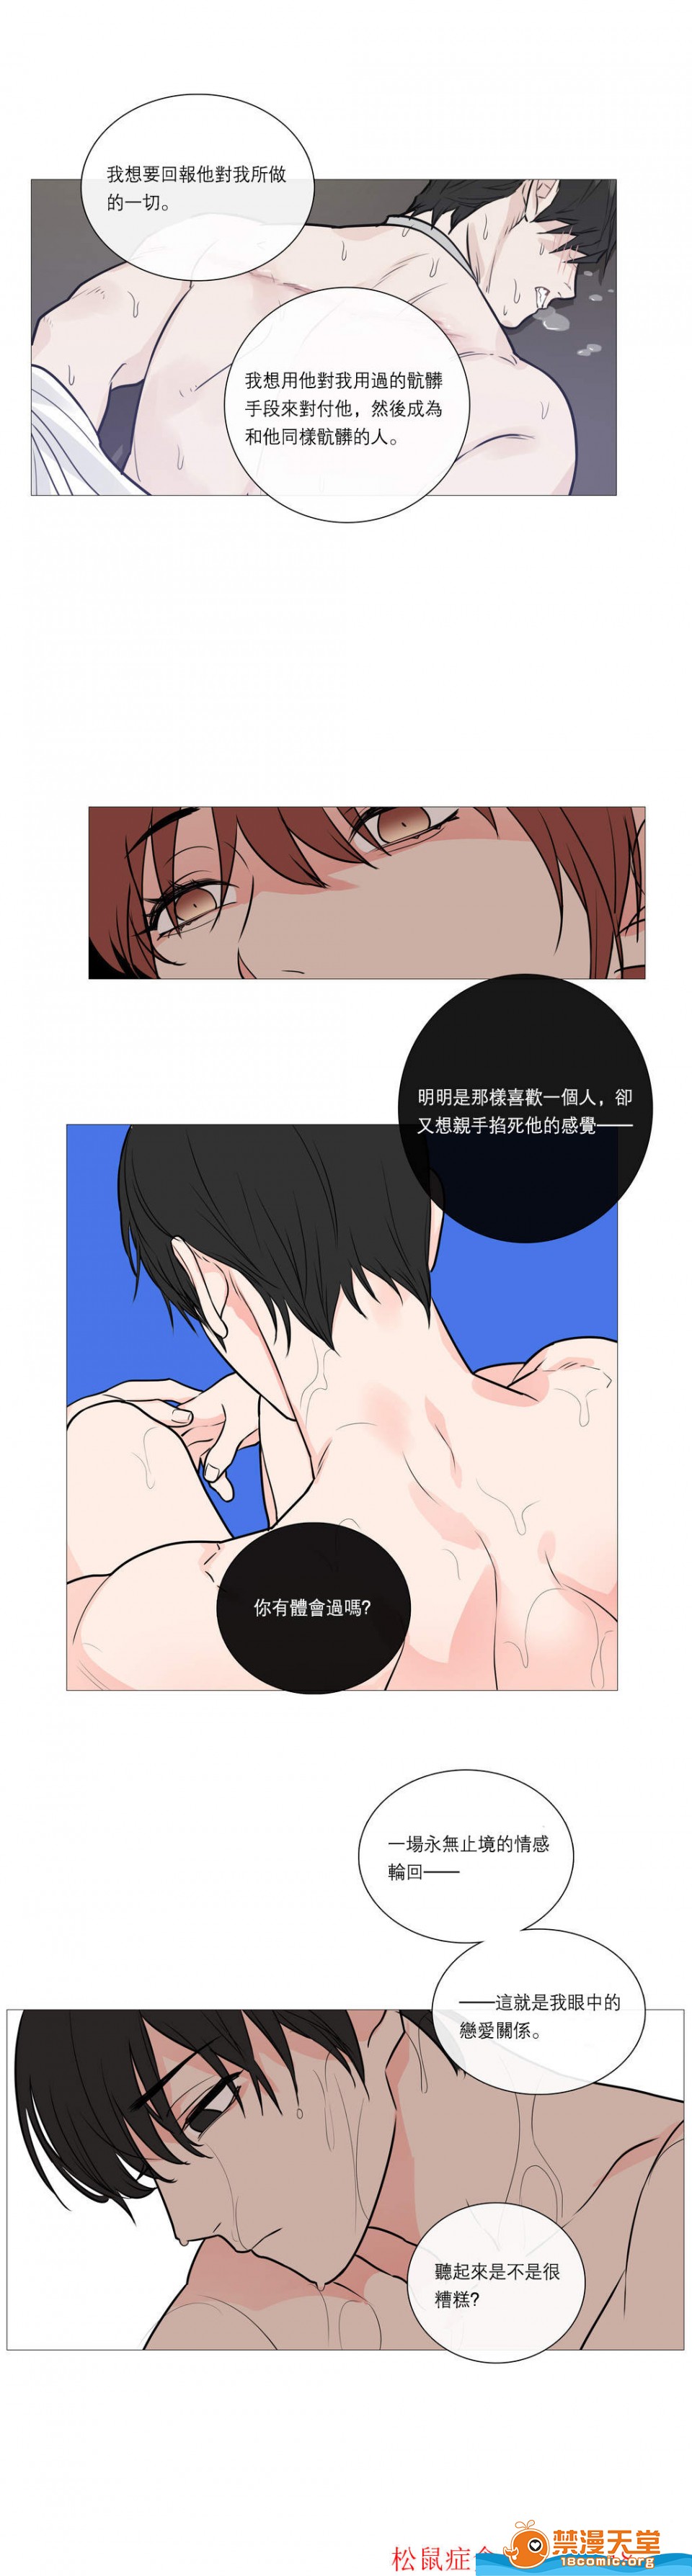 我想要回報他對我所做
的一切。
我想用他對我用過的骯髒
手段來對付他，然後成為
和他同樣骯髒的人。
明明是那樣喜歡一個人，卻
又想親手掐死他的感覺——
你有體會過嗎?
一場永無止境的情感
輪回——
——這就是我眼中的
戀愛關係。
聽起來是不是很
糟糕?
松鼠症
禁漫天堂
18comic.org